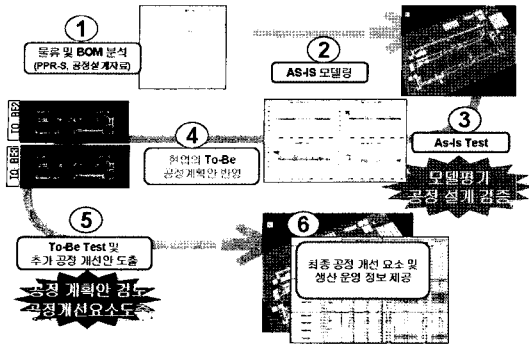 1
물류 및 BOM 분석
(PPR-S, 공정설계자료)
2
AS-IS 모델링
3
As-Is Test
모델평가
공정 설계 검증
TO_BE2
TO_BE3
4
현업의 To-Be
공정계획안 반영
5
To-Be Test 및
추가 공정 개선안 도출
공정 계획안 검토
공정개선요소도출
6
최종 공정 개선 요소 및
생산 운영 정보 제공